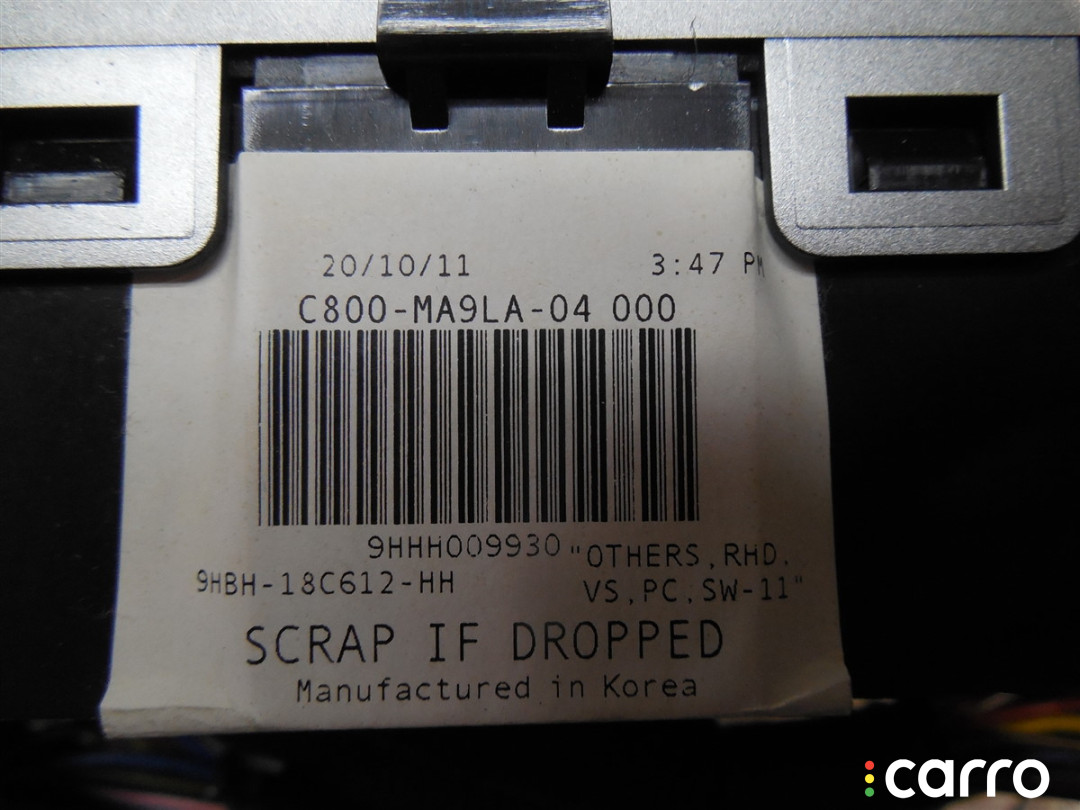 20/10/11 3:47 PM
C800-MA9LA-04 000
9HHH009930 "OTHERS,RHD.
9HBH-18C612-HH VS,PC,SW-11"
SCRAP IF DROPPED
Manufactured in Korea
carro